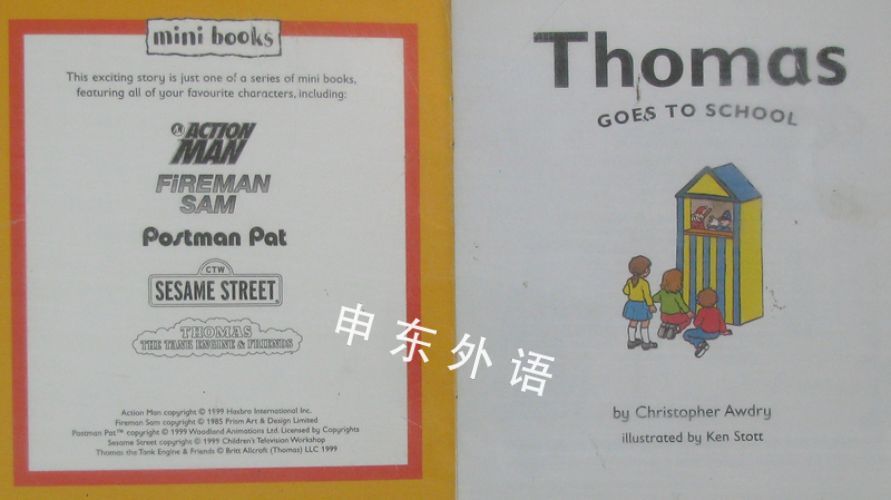 mini books
This exciting story is just one of a series of mini books,
featuring all of your favourite characters, including:
ACTION
MAN
FiREMAN
SAM
Postman Pat
CTW
SESAME STREET
THOMAS
THE TANK ENGINE & FRIENDS
Action Man copyright © 1999 Hasbro International Inc.
Fireman Sam copyright © 1985 Prism Art & Design Limited
Postman Pat™ copyright © 1999 Woodland Animations Ltd. Licensed by Copyrights
Sesame Street copyright © 1999 Children's Television Workshop
Thomas the Tank Engine & Friends © Britt Allcroft (Thomas) LLC 1999
Thomas
GOES TO SCHOOL
by Christopher Awdry
illustrated by Ken Stott
申东外语